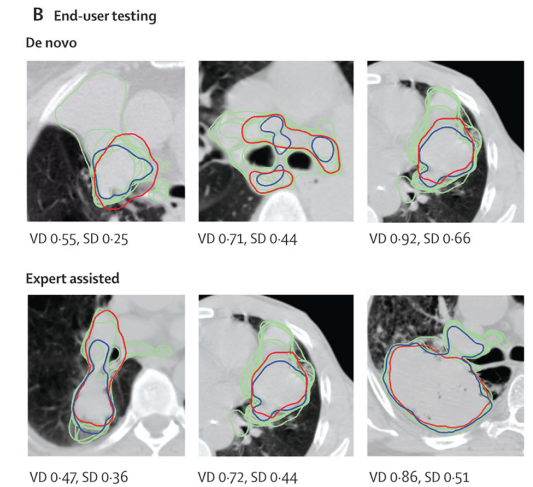 B End-user testing
De novo
VD 0·55, SD 0·25
VD 0·71, SD 0·44
VD 0·92, SD 0·66
Expert assisted
VD 0·47, SD 0·36
VD 0·72, SD 0·44
VD 0·86, SD 0·51